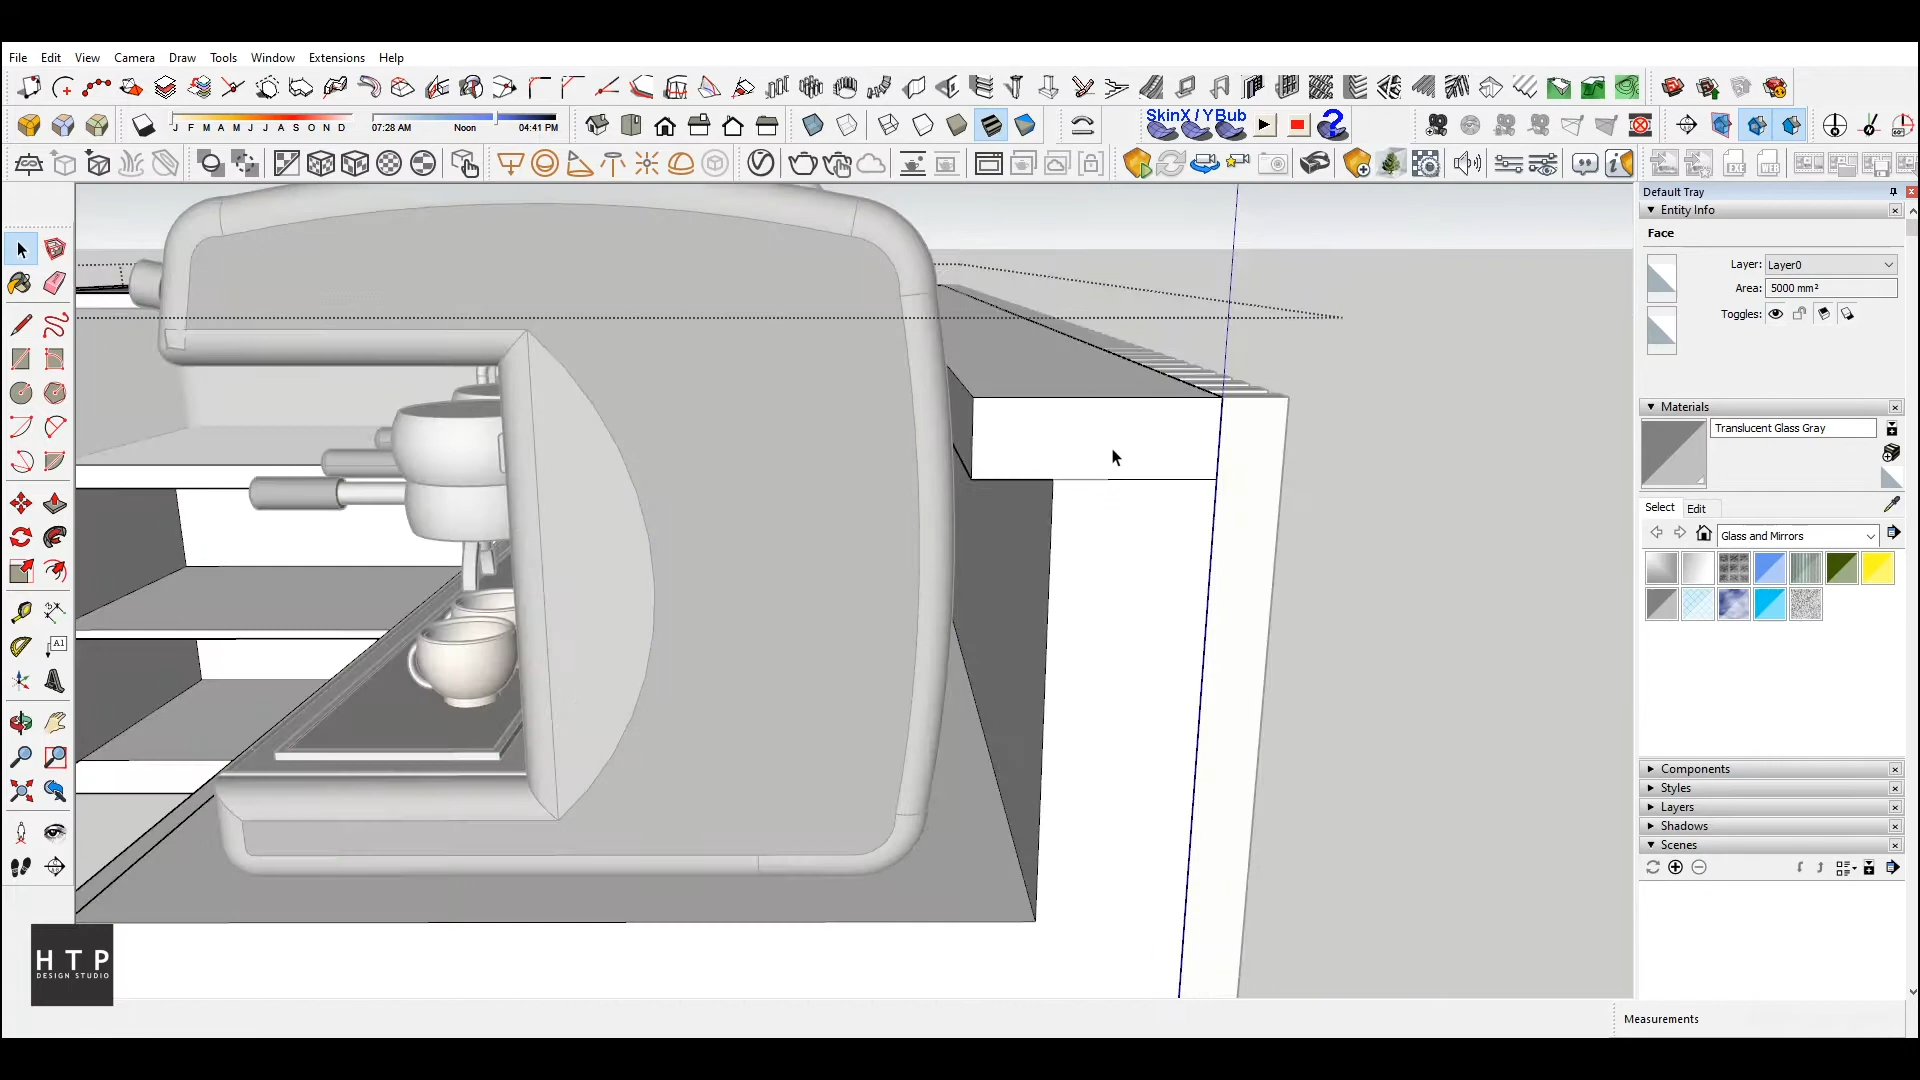 File Edit View Camera Draw Tools Window Extensions Help
SkinX / YBub
J F M A M J J A S O N D
07:28 AM Noon 04:41 PM
Default Tray
Entity Info
Face
Layer: Layer0
Area: 5000 mm²
Toggles:
Materials
Translucent Glass Gray
Select Edit
Glass and Mirrors
A1
Components
Styles
Layers
Shadows
Scenes
HTP
DESIGN STUDIO
Measurements